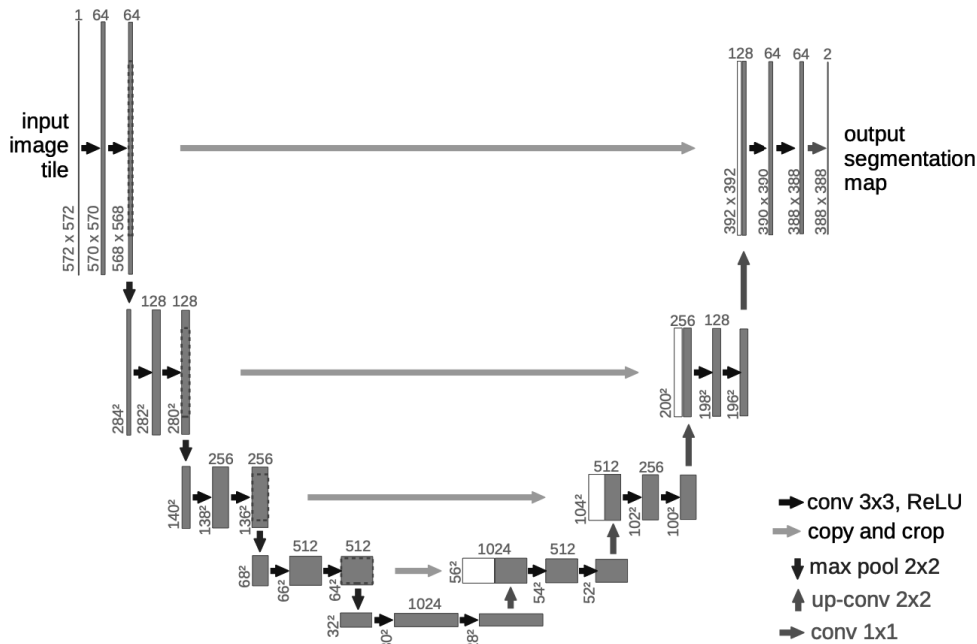 1 64 64
input
image
tile
572 x 572
570 x 570
568 x 568
128 64 64 2
output
segmentation
map
392 x 392
390 x 390
388 x 388
388 x 388
128 128
284²
282²
280²
256 128
200²
198²
196²
256 256
140²
138²
136²
512 256
104²
102²
100²
512 512
68²
66²
64²
1024 512
56²
54²
52²
1024
32²
conv 3x3, ReLU
copy and crop
max pool 2x2
up-conv 2x2
conv 1x1